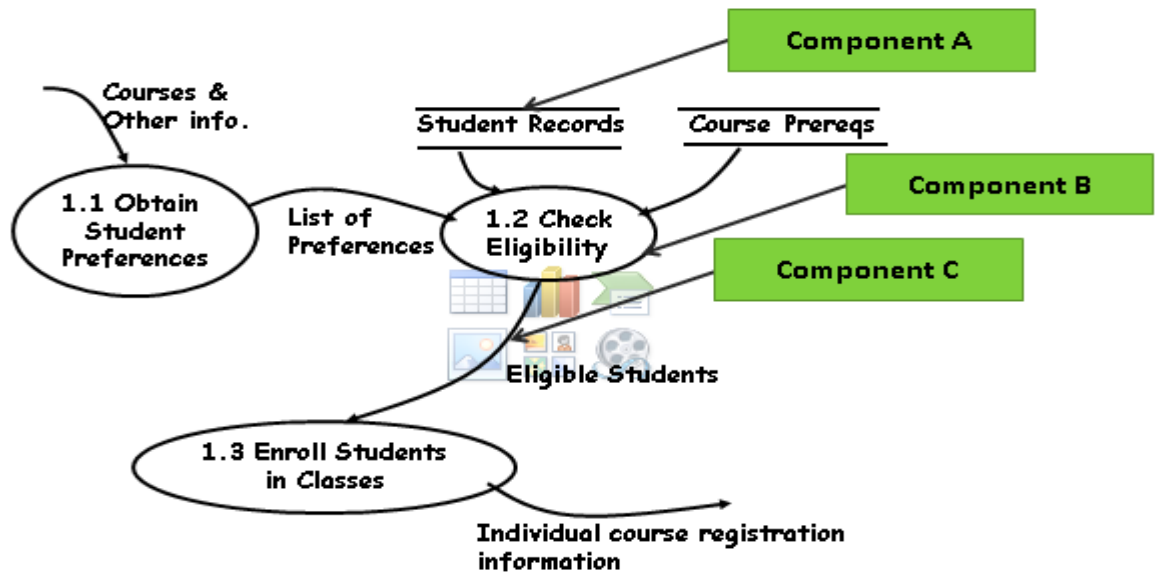 Component A
Courses &
Other info.
Student Records
Course Prereqs
Component B
1.1 Obtain
Student
Preferences
List of
Preferences
1.2 Check
Eligibility
Component C
Eligible Students
1.3 Enroll Students
in Classes
Individual course registration
information